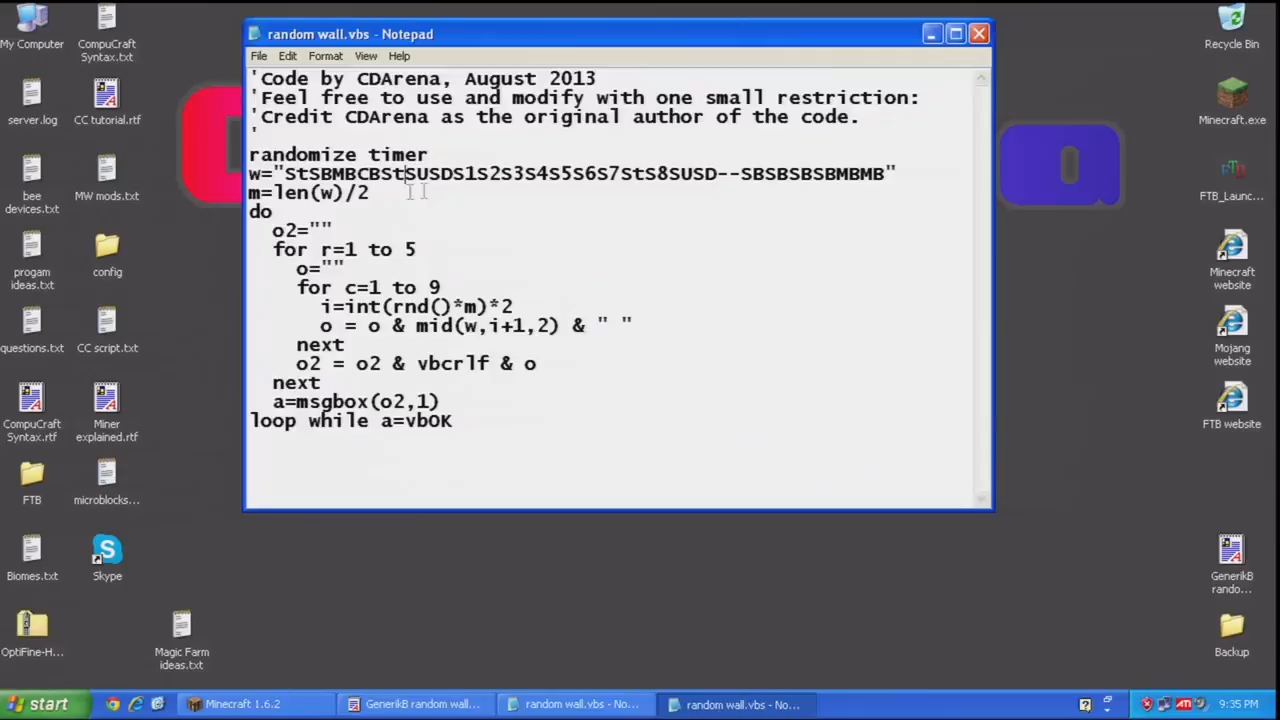 My Computer
CompuCraft
Syntax.txt
server.log
CC tutorial.rtf
bee
devices.txt
MW mods.txt
progam
ideas.txt
config
questions.txt
CC script.txt
CompuCraft
Syntax.rtf
Miner
explained.rtf
FTB
microblocks...
Biomes.txt
Skype
OptiFine-H...
Magic Farm
ideas.txt
random wall.vbs - Notepad
File Edit Format View Help
'Code by CDArena, August 2013
'Feel free to use and modify with one small restriction:
'Credit CDArena as the original author of the code.
'
randomize timer
w="StSBMBCBStSUSDS1S2S3S4S5S6S7StS8SUSD--SBSBSBSBMBMB"
m=len(w)/2
do
  o2=""
  for r=1 to 5
    o=""
    for c=1 to 9
      i=int(rnd()*m)*2
      o = o & mid(w,i+1,2) & " "
    next
    o2 = o2 & vbcrlf & o
  next
  a=msgbox(o2,1)
loop while a=vbOK
Recycle Bin
Minecraft.exe
FTB_Launc...
Minecraft
website
Mojang
website
FTB website
GenerikB
rando...
Backup
start
Minecraft 1.6.2
GenerikB random wall...
random wall.vbs - No...
random wall.vbs - No...
ATI
9:35 PM